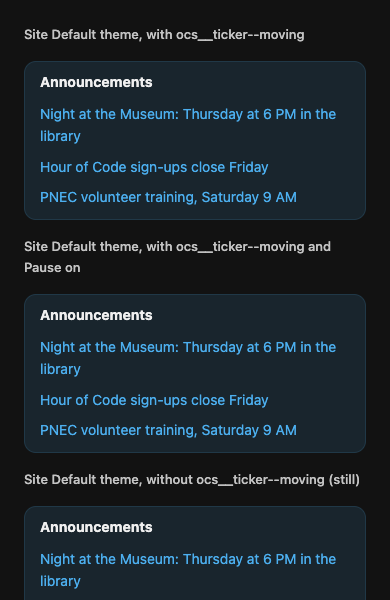 Site Default theme, with ocs__ticker--moving
Announcements
Night at the Museum: Thursday at 6 PM in the
library
Hour of Code sign-ups close Friday
PNEC volunteer training, Saturday 9 AM
Site Default theme, with ocs__ticker--moving and
Pause on
Announcements
Night at the Museum: Thursday at 6 PM in the
library
Hour of Code sign-ups close Friday
PNEC volunteer training, Saturday 9 AM
Site Default theme, without ocs__ticker--moving (still)
Announcements
Night at the Museum: Thursday at 6 PM in the
library